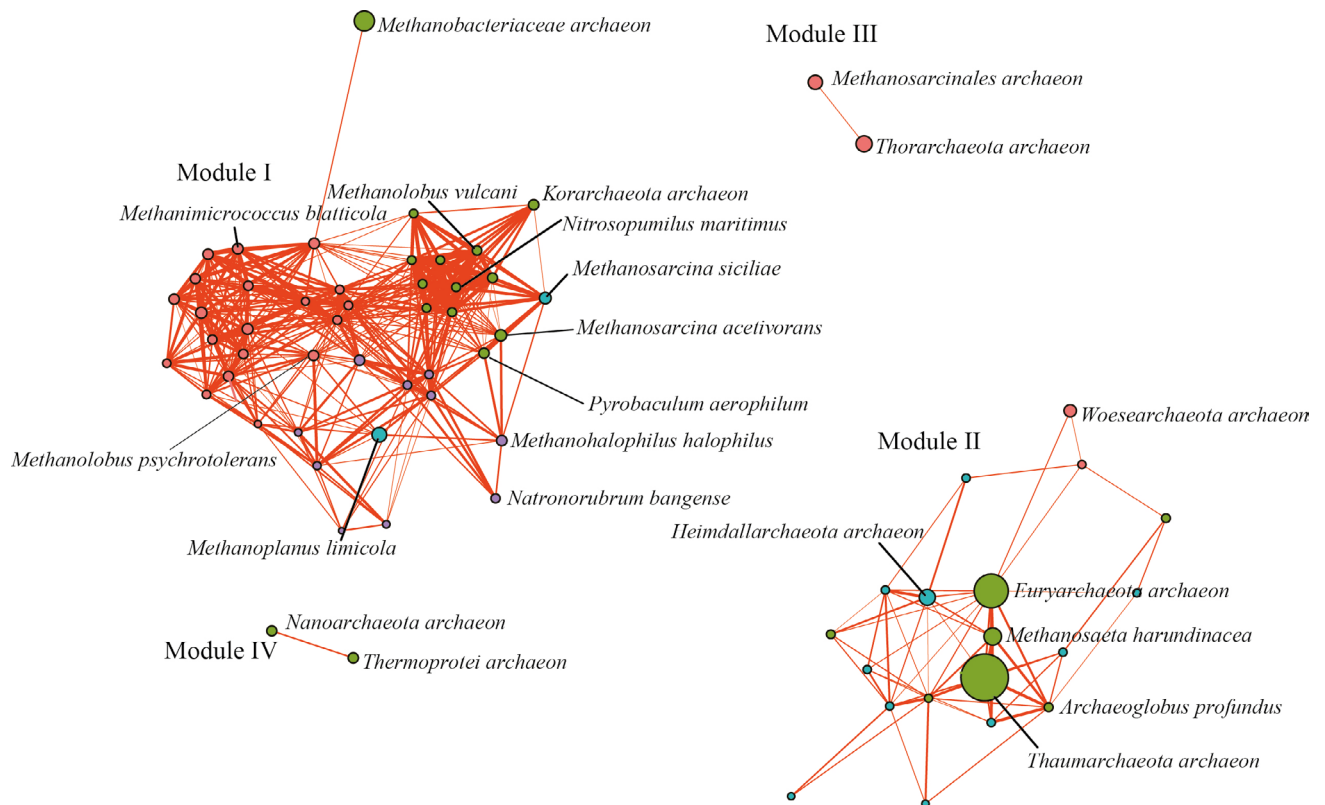 Methanobacteriaceae archaeon
Module III
Methanosarcinales archaeon
Thorarchaeota archaeon
Module I
Methanolobus vulcani
Korarchaeota archaeon
Methanimicrococcus blatticola
Nitrosopumilus maritimus
Methanosarcina siciliae
Methanosarcina acetivorans
Pyrobaculum aerophilum
Methanohalophilus halophilus
Methanolobus psychrotolerans
Natronorubrum bangense
Methanoplanus limicola
Woesearchaeota archaeon
Module II
Heimdallarchaeota archaeon
Euryarchaeota archaeon
Methanosaeta harundinacea
Archaeoglobus profundus
Thaumarchaeota archaeon
Nanoarchaeota archaeon
Module IV
Thermoprotei archaeon